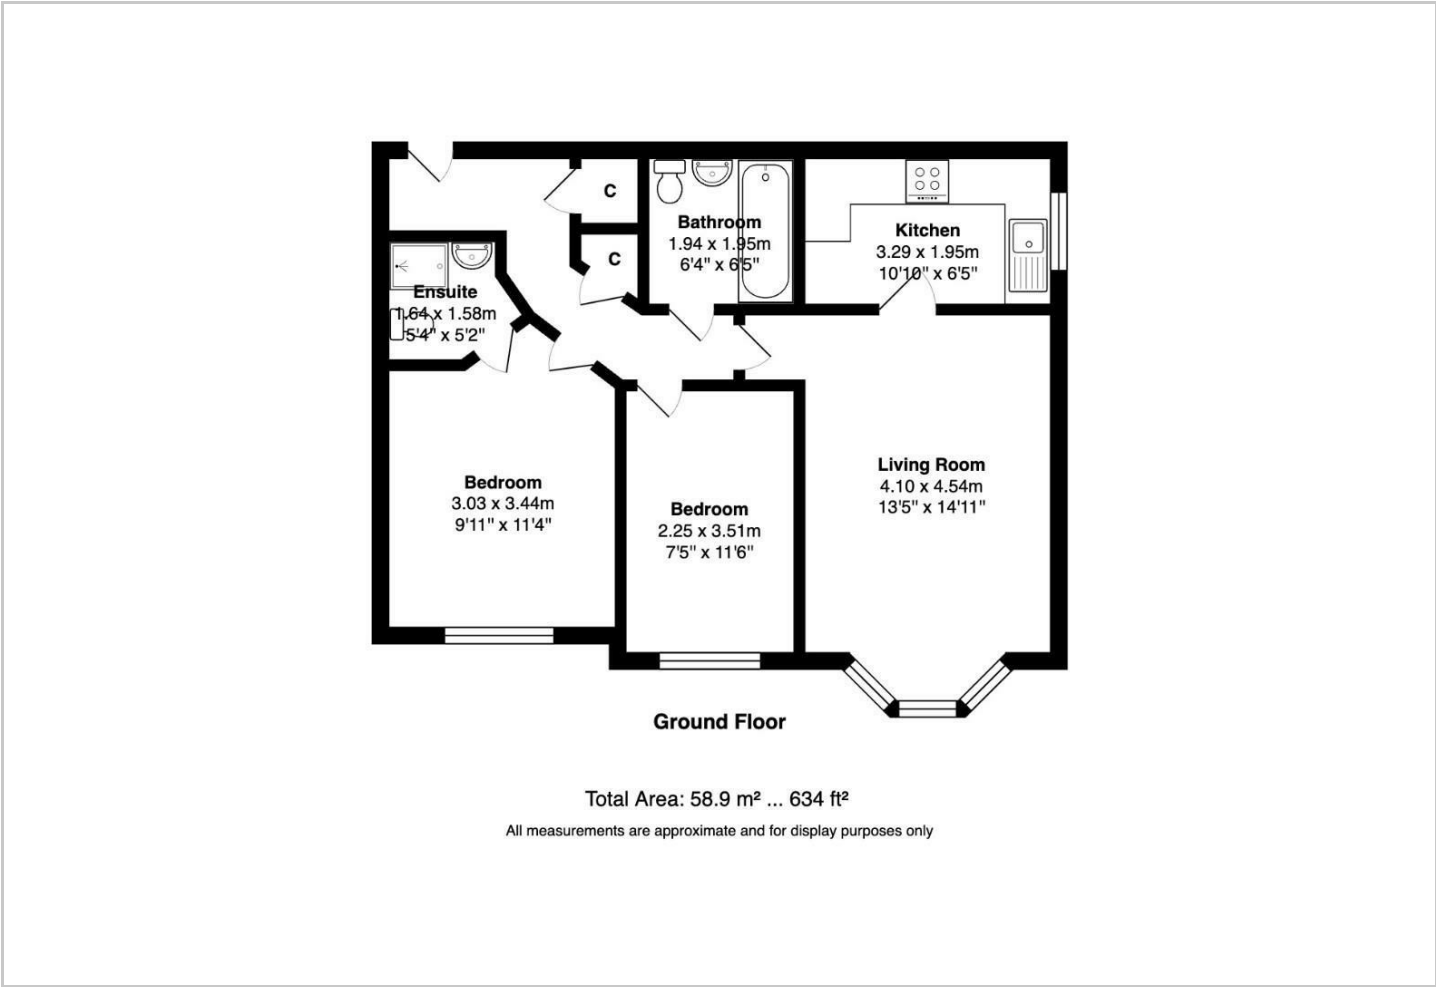 C
Bathroom
1.94 x 1.95m
6'4" x 6'5"
Kitchen
3.29 x 1.95m
10'10" x 6'5"
C
Ensuite
1.64 x 1.58m
5'4" x 5'2"
Bedroom
3.03 x 3.44m
9'11" x 11'4"
Bedroom
2.25 x 3.51m
7'5" x 11'6"
Living Room
4.10 x 4.54m
13'5" x 14'11"
Ground Floor
Total Area: 58.9 m² ... 634 ft²
All measurements are approximate and for display purposes only